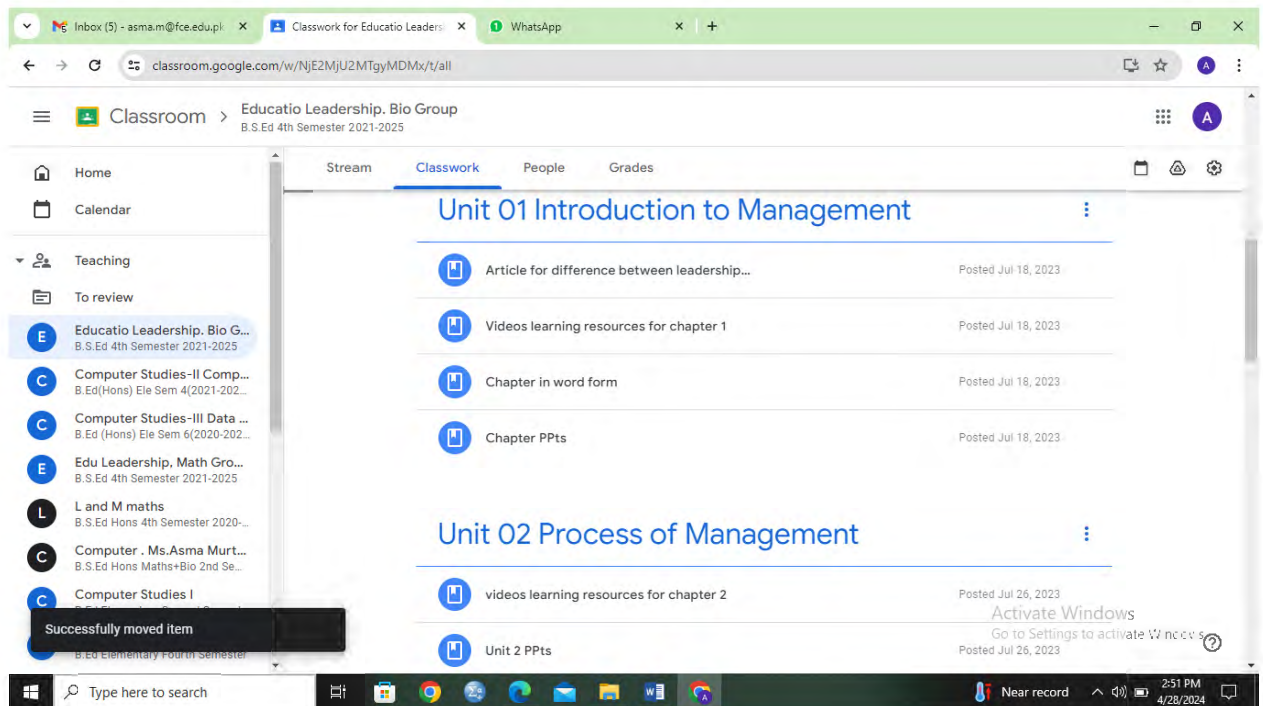 Inbox (5) - asma.m@fce.edu.pk
Classwork for Educatio Leaders
1 WhatsApp
classroom.google.com/w/NjE2MjU2MTgyMDMx/t/all
A
Classroom > Educatio Leadership. Bio Group
B.S.Ed 4th Semester 2021-2025
A
Home
Calendar
Teaching
To review
E Educatio Leadership. Bio G...
B.S.Ed 4th Semester 2021-2025
C Computer Studies-II Comp...
B.Ed(Hons) Ele Sem 4(2021-202...
C Computer Studies-III Data ...
B.Ed (Hons) Ele Sem 6(2020-202...
E Edu Leadership, Math Gro...
B.S.Ed 4th Semester 2021-2025
L L and M maths
B.S.Ed Hons 4th Semester 2020-...
C Computer . Ms.Asma Murt...
B.S.Ed Hons Maths+Bio 2nd Se...
C Computer Studies I
Successfully moved item
B.Ed Elementary Fourth Semester
Stream Classwork People Grades
Unit 01 Introduction to Management
Article for difference between leadership... Posted Jul 18, 2023
Videos learning resources for chapter 1 Posted Jul 18, 2023
Chapter in word form Posted Jul 18, 2023
Chapter PPts Posted Jul 18, 2023
Unit 02 Process of Management
videos learning resources for chapter 2 Posted Jul 26, 2023
Unit 2 PPts Posted Jul 26, 2023
Activate Windows
Go to Settings to activate Windows
Type here to search
Near record
2:51 PM
4/28/2024